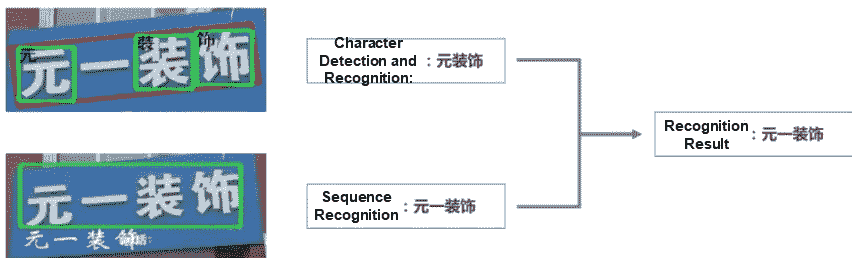 元 装 饰
元一装饰
Character
Detection and : 元装饰
Recognition:
Recognition
Result : 元一装饰
元一装饰
元一装饰
Sequence
Recognition : 元一装饰